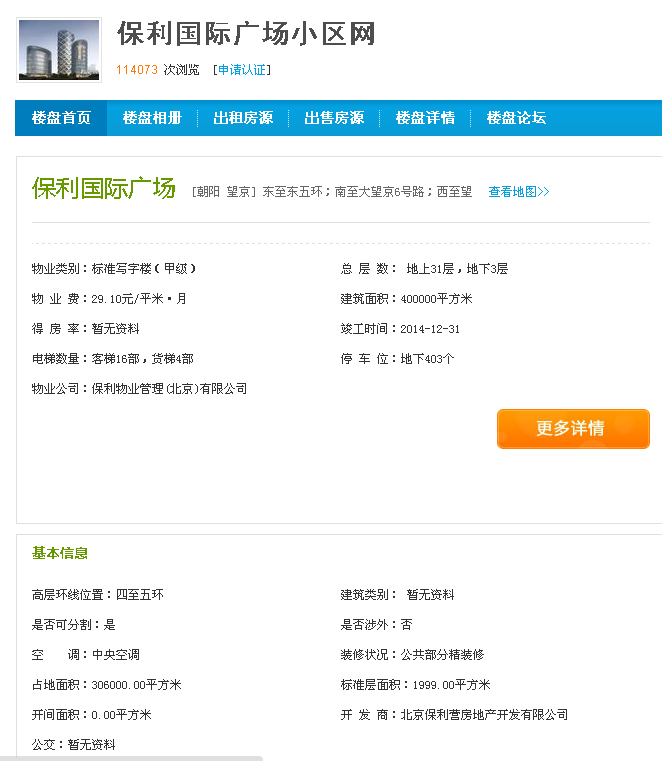 保利国际广场小区网
114073 次浏览 [申请认证]
楼盘首页 楼盘相册 出租房源 出售房源 楼盘详情 楼盘论坛
保利国际广场 [朝阳 望京] 东至东五环；南至大望京6号路；西至望 查看地图>>
物业类别：标准写字楼（甲级） 总 层 数： 地上31层，地下3层
物 业 费：29.10元/平米·月 建筑面积：400000平方米
得 房 率：暂无资料 竣工时间：2014-12-31
电梯数量：客梯16部，货梯4部 停 车 位：地下403个
物业公司：保利物业管理(北京)有限公司
更多详情
基本信息
高层环线位置：四至五环 建筑类别： 暂无资料
是否可分割：是 是否涉外：否
空 调：中央空调 装修状况：公共部分精装修
占地面积：306000.00平方米 标准层面积：1999.00平方米
开间面积：0.00平方米 开 发 商：北京保利营房地产开发有限公司
公交：暂无资料